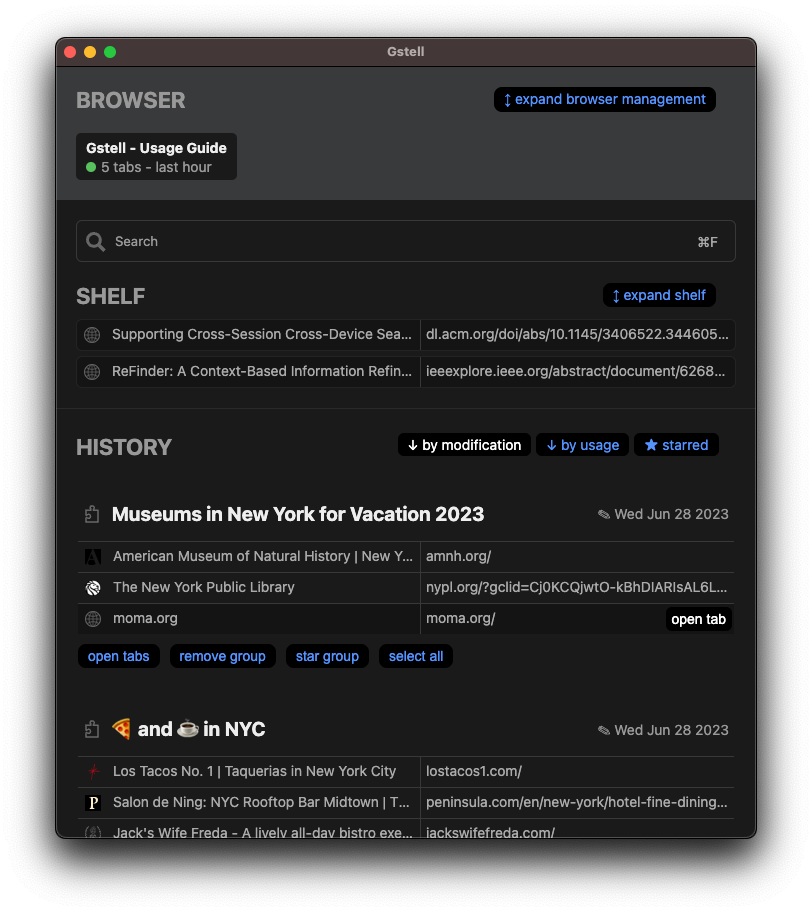 Gstell
BROWSER
↕ expand browser management
Gstell - Usage Guide
5 tabs - last hour
Search
⌘F
SHELF
↕ expand shelf
Supporting Cross-Session Cross-Device Sea... dl.acm.org/doi/abs/10.1145/3406522.344605...
ReFinder: A Context-Based Information Refin... ieeexplore.ieee.org/abstract/document/6268...
HISTORY
↓ by modification
↓ by usage
★ starred
Museums in New York for Vacation 2023
✎ Wed Jun 28 2023
American Museum of Natural History | New Y... amnh.org/
The New York Public Library nypl.org/?gclid=Cj0KCQjwtO-kBhDIARIsAL6L...
moma.org moma.org/ open tab
open tabs
remove group
star group
select all
🍕 and ☕ in NYC
✎ Wed Jun 28 2023
Los Tacos No. 1 | Taquerias in New York City lostacos1.com/
P Salon de Ning: NYC Rooftop Bar Midtown | T... peninsula.com/en/new-york/hotel-fine-dining...
Jack's Wife Freda - A lively all-day bistro exe... jackswifefreda.com/